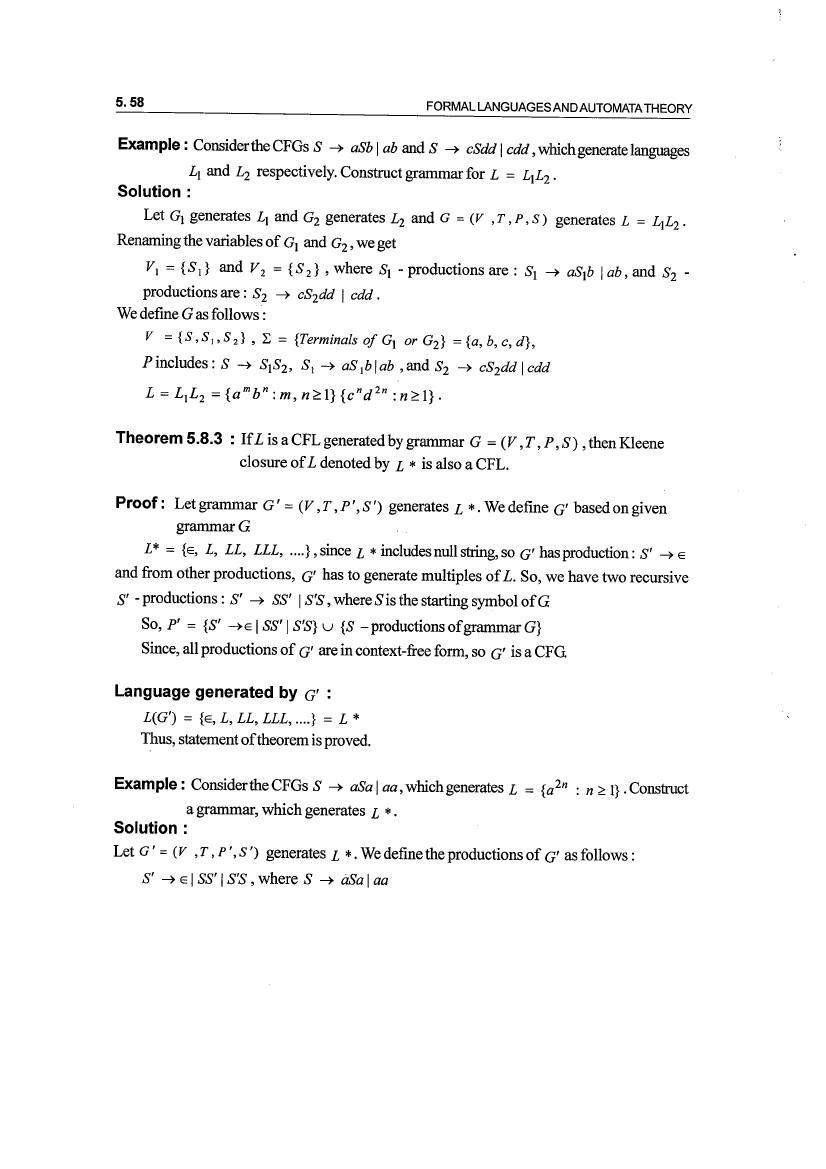 5. 58 FORMAL LANGUAGES AND AUTOMATA THEORY
Example : Consider the CFGs S → aSb | ab and S → cSdd | cdd , which generate languages
L₁ and L₂ respectively. Construct grammar for L = L₁L₂ .
Solution :
Let G₁ generates L₁ and G₂ generates L₂ and G = (V ,T , P , S ) generates L = L₁L₂ .
Renaming the variables of G₁ and G₂ , we get
V₁ = {S₁} and V₂ = {S₂} , where S₁ - productions are : S₁ → aS₁b | ab , and S₂ -
productions are : S₂ → cS₂dd | cdd .
We define G as follows :
V = {S , S₁ , S₂} , Σ = {Terminals of G₁ or G₂} = {a, b, c, d},
P includes : S → S₁S₂, S₁ → aS₁b | ab , and S₂ → cS₂dd | cdd
L = L₁L₂ = {aᵐbⁿ : m, n ≥ 1} {cⁿd²ⁿ : n ≥ 1} .
Theorem 5.8.3 : If L is a CFL generated by grammar G = (V , T , P , S) , then Kleene
closure of L denoted by L * is also a CFL.
Proof : Let grammar G' = (V , T , P' , S') generates L * . We define G' based on given
grammar G
L* = {∈, L, LL, LLL, ....} , since L * includes null string, so G' has production : S' → ∈
and from other productions, G' has to generate multiples of L. So, we have two recursive
S' - productions : S' → SS' | S'S , where S is the starting symbol of G
So, P' = {S' →∈ | SS' | S'S} ∪ {S – productions of grammar G}
Since, all productions of G' are in context-free form, so G' is a CFG.
Language generated by G' :
L(G') = {∈, L, LL, LLL, ....} = L *
Thus, statement of theorem is proved.
Example : Consider the CFGs S → aSa | aa , which generates L = {a²ⁿ : n ≥ 1} . Construct
a grammar, which generates L * .
Solution :
Let G' = (V , T , P' , S') generates L * . We define the productions of G' as follows :
S' → ∈ | SS' | S'S , where S → aSa | aa